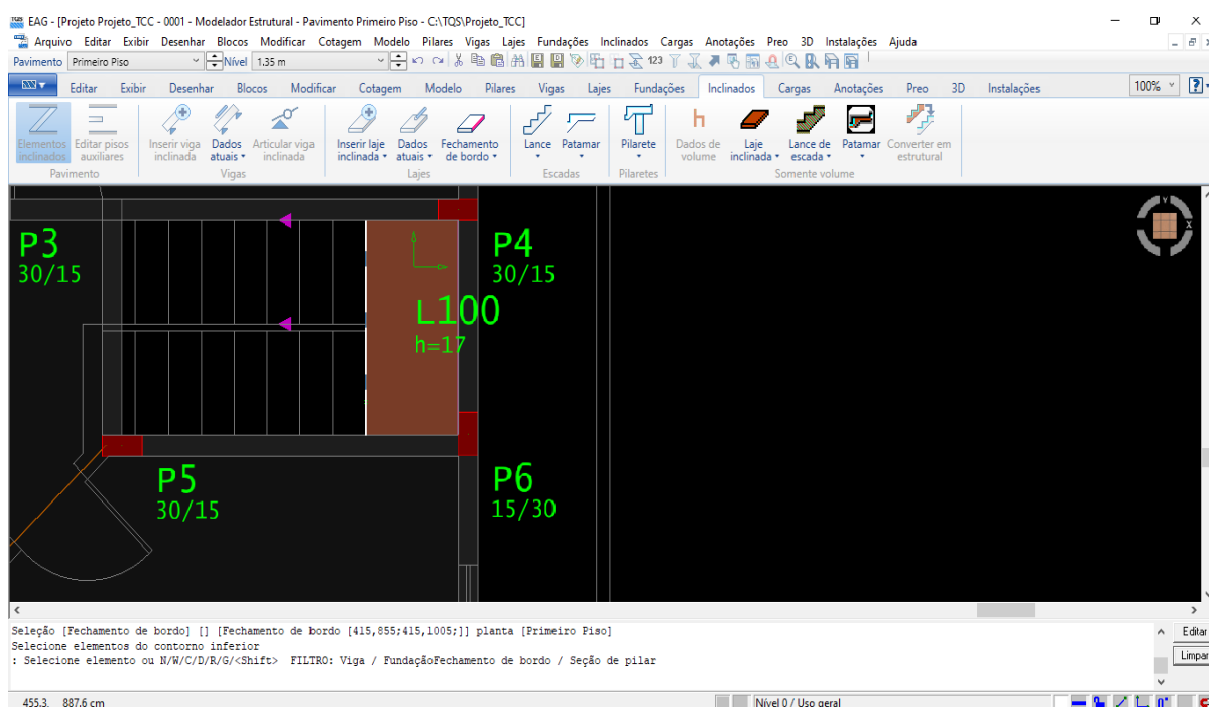 EAG - [Projeto Projeto_TCC - 0001 - Modelador Estrutural - Pavimento Primeiro Piso - C:\TQS\Projeto_TCC]
Arquivo Editar Exibir Desenhar Blocos Modificar Cotagem Modelo Pilares Vigas Lajes Fundações Inclinados Cargas Anotações Preo 3D Instalações Ajuda
Pavimento Primeiro Piso Nível 1.35 m 123
Editar Exibir Desenhar Blocos Modificar Cotagem Modelo Pilares Vigas Lajes Fundações Inclinados Cargas Anotações Preo 3D Instalações 100% ?
Elementos inclinados
Editar pisos auxiliares
Inserir viga inclinada
Dados atuais
Articular viga inclinada
Inserir laje inclinada
Dados atuais
Fechamento de bordo
Lance
Patamar
Pilarete
h
Dados de volume
Laje inclinada
Lance de escada
Patamar
Converter em estrutural
Pavimento Vigas Lajes Escadas Pilaretes Somente volume
Y
X
P3
30/15
P4
30/15
L100
h=17
P5
30/15
P6
15/30
Seleção [Fechamento de bordo] [] [Fechamento de bordo [415,855;415,1005;]] planta [Primeiro Piso]
Selecione elementos do contorno inferior
: Selecione elemento ou N/W/C/D/R/G/<Shift> FILTRO: Viga / FundaçãoFechamento de bordo / Seção de pilar
Editar
Limpar
455.3, 887.6 cm
Nível 0 / Uso geral